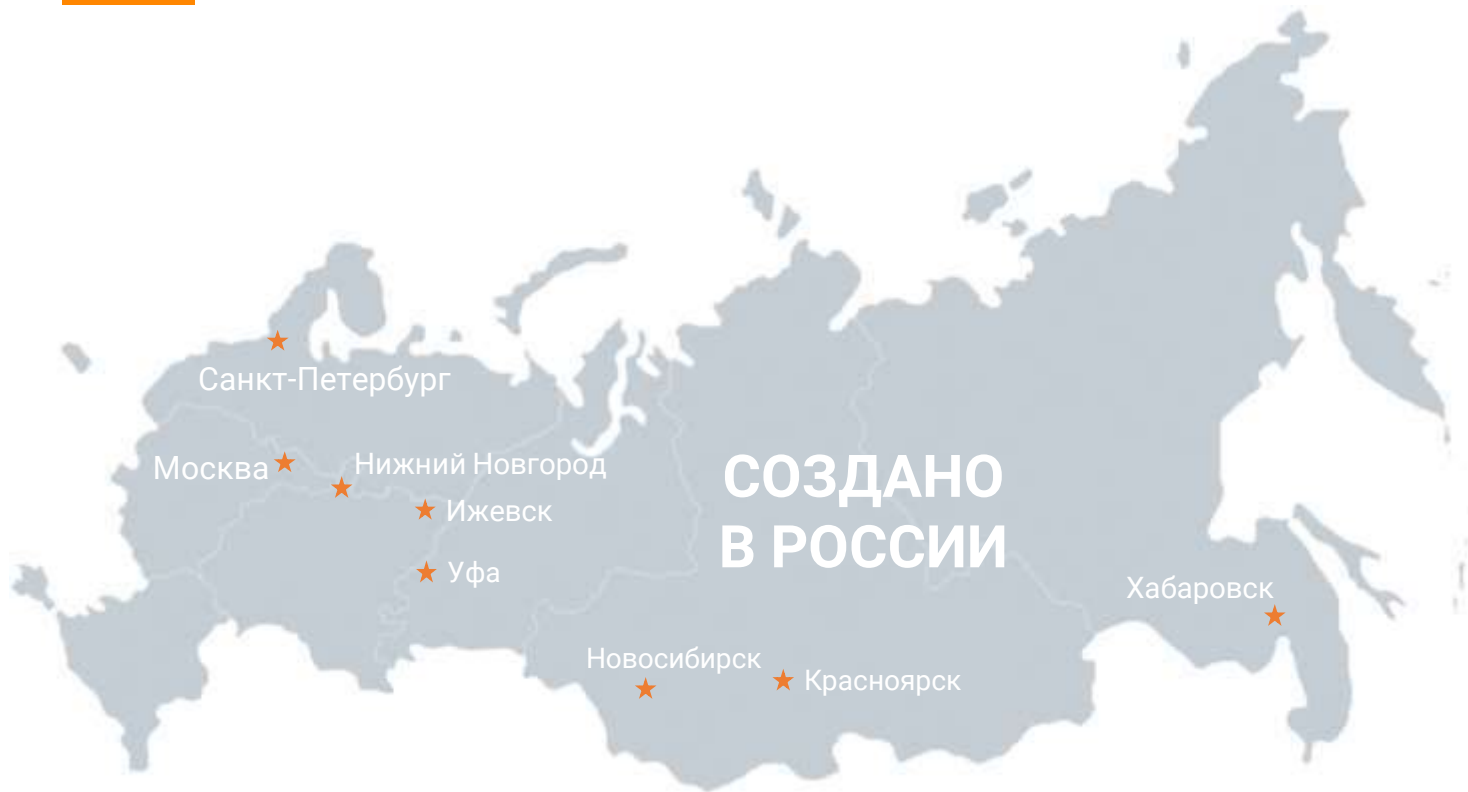 Санкт-Петербург
Москва
Нижний Новгород
Ижевск
Уфа
СОЗДАНО
В РОССИИ
Новосибирск
Красноярск
Хабаровск